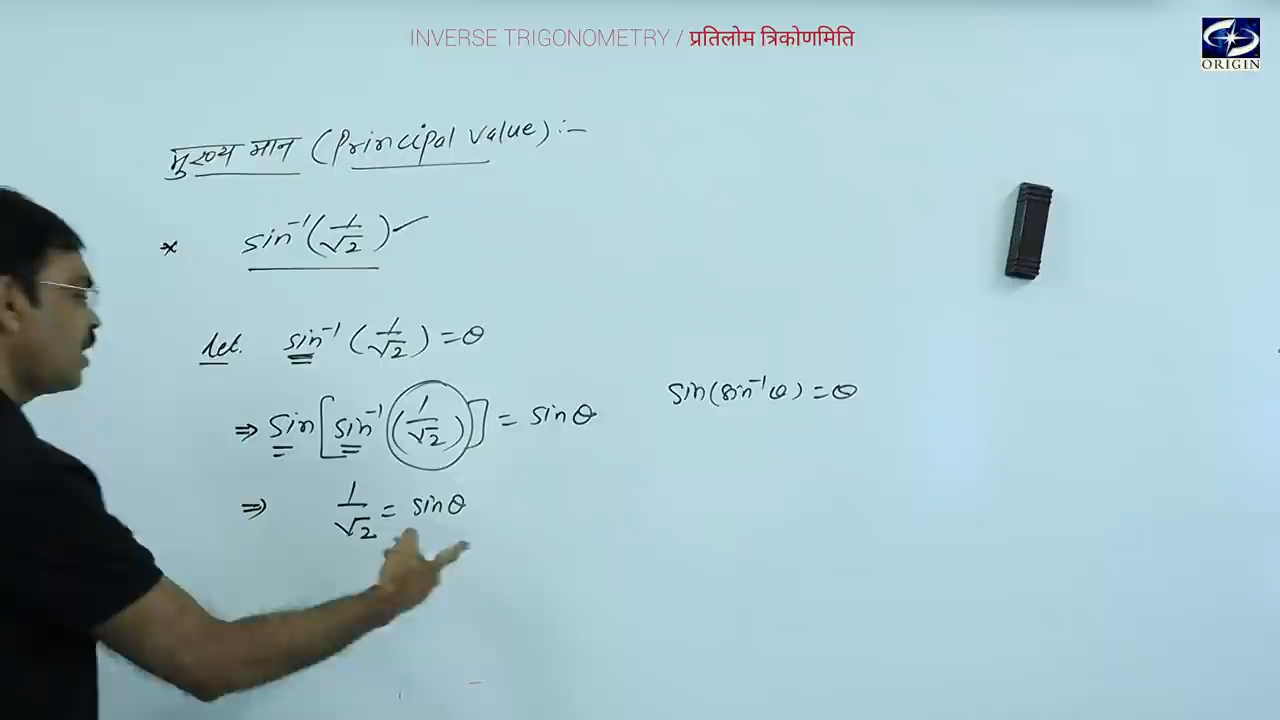 INVERSE TRIGONOMETRY / प्रतिलोम त्रिकोणमिति
ORIGIN
मुख्य मान (Principal value):-
* sin⁻¹(1/√2) ✓
Let. sin⁻¹(1/√2) = θ
⇒ sin[sin⁻¹(1/√2)] = sinθ
sin(sin⁻¹θ) = θ
⇒ 1/√2 = sinθ